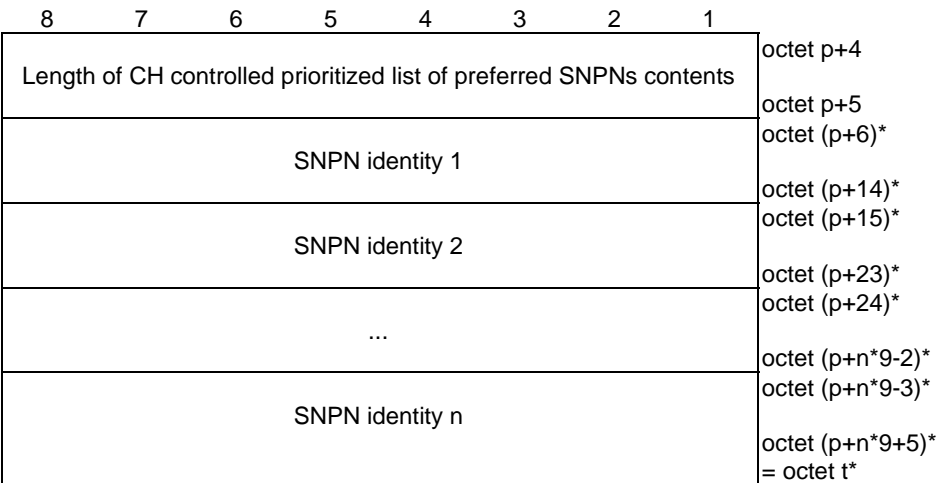 8 7 6 5 4 3 2 1
octet p+4
Length of CH controlled prioritized list of preferred SNPNs contents
octet p+5
octet (p+6)*
SNPN identity 1
octet (p+14)*
octet (p+15)*
SNPN identity 2
octet (p+23)*
octet (p+24)*
...
octet (p+n*9-2)*
octet (p+n*9-3)*
SNPN identity n
octet (p+n*9+5)*
= octet t*